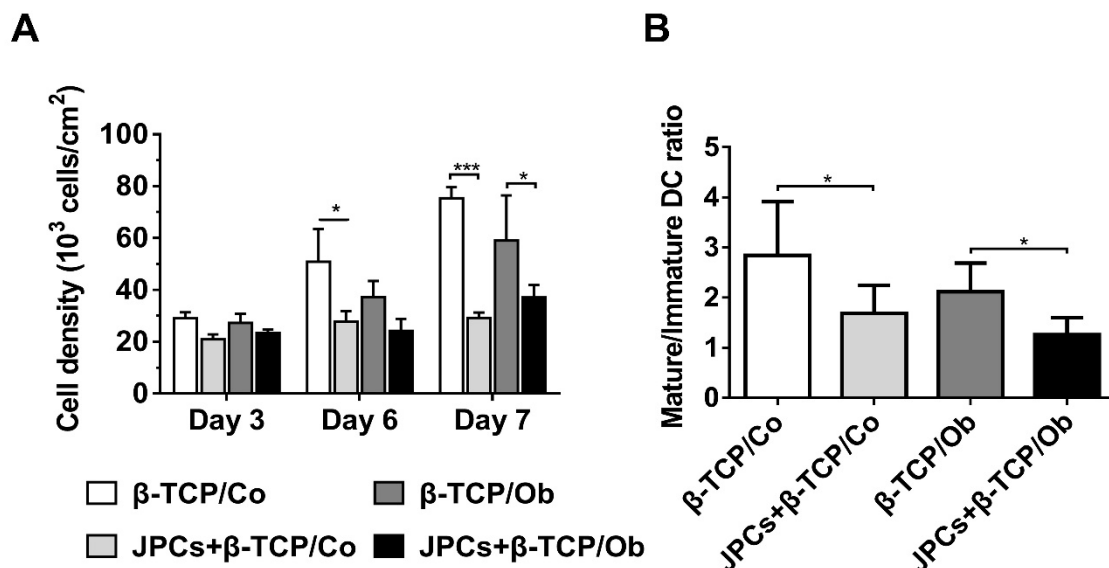 A
B
Cell density (10³ cells/cm²)
100
80
60
40
20
0
*
***
*
Day 3 Day 6 Day 7
β-TCP/Co
β-TCP/Ob
JPCs+β-TCP/Co
JPCs+β-TCP/Ob
Mature/Immature DC ratio
5
4
3
2
1
0
*
*
β-TCP/Co
JPCs+β-TCP/Co
β-TCP/Ob
JPCs+β-TCP/Ob